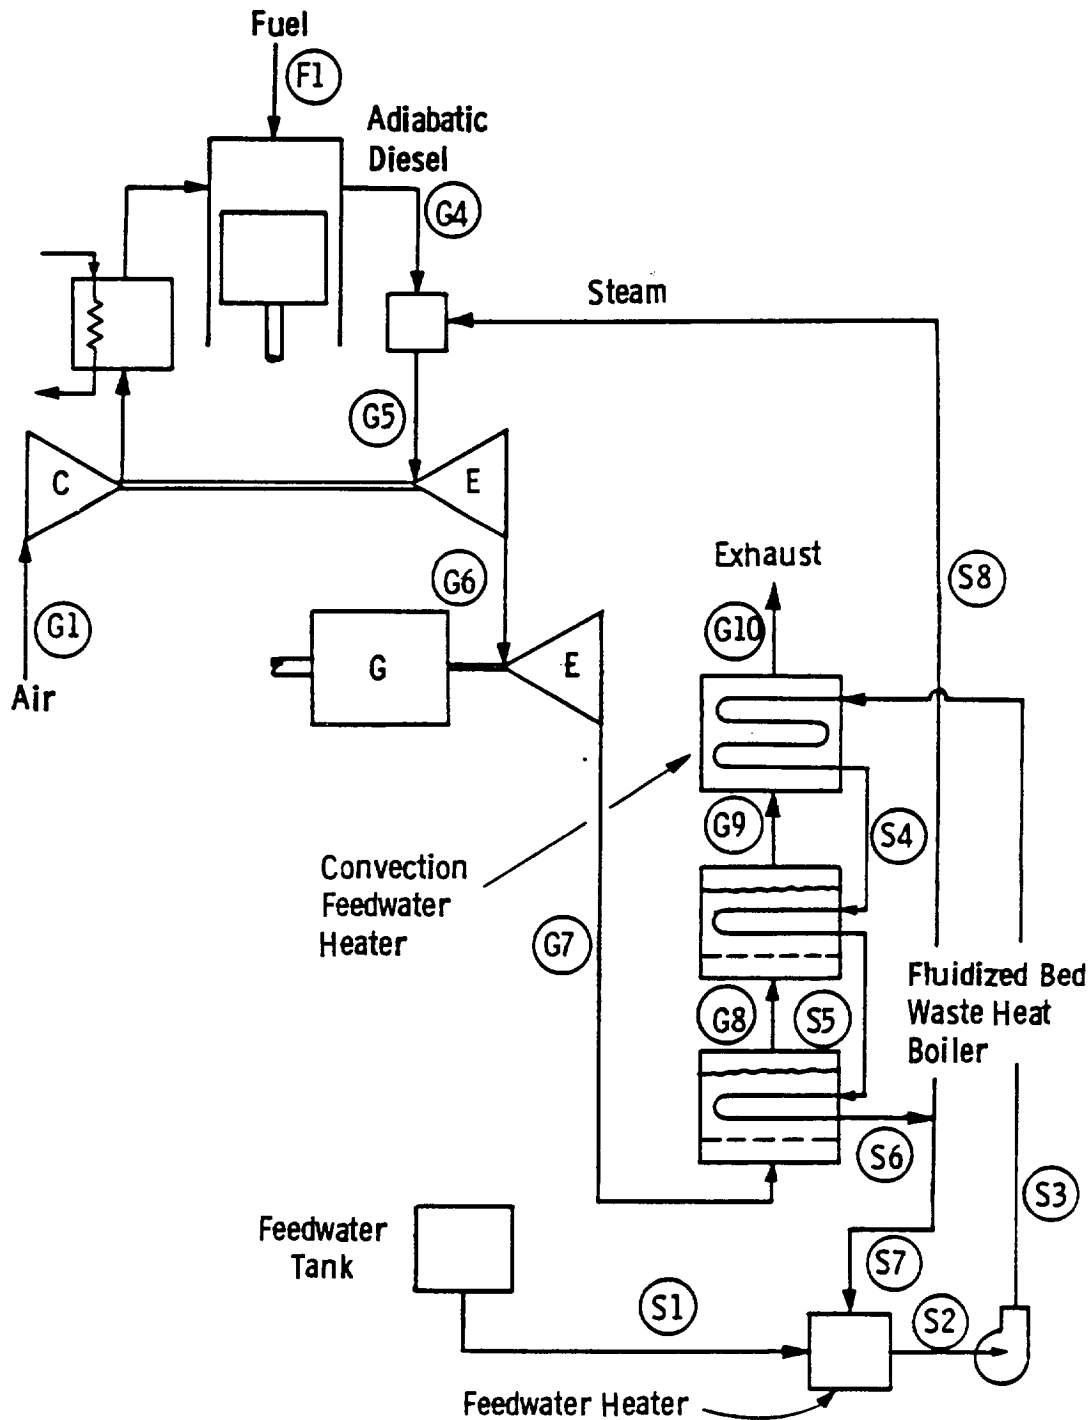 Fuel
F1
Adiabatic
Diesel
G4
Steam
G5
C
E
G6
Exhaust
S8
G1
G10
G
E
Air
G9
S4
Convection
Feedwater
Heater
G7
Fluidized Bed
Waste Heat
Boiler
G8
S5
S6
S3
Feedwater
Tank
S7
S1
S2
Feedwater Heater